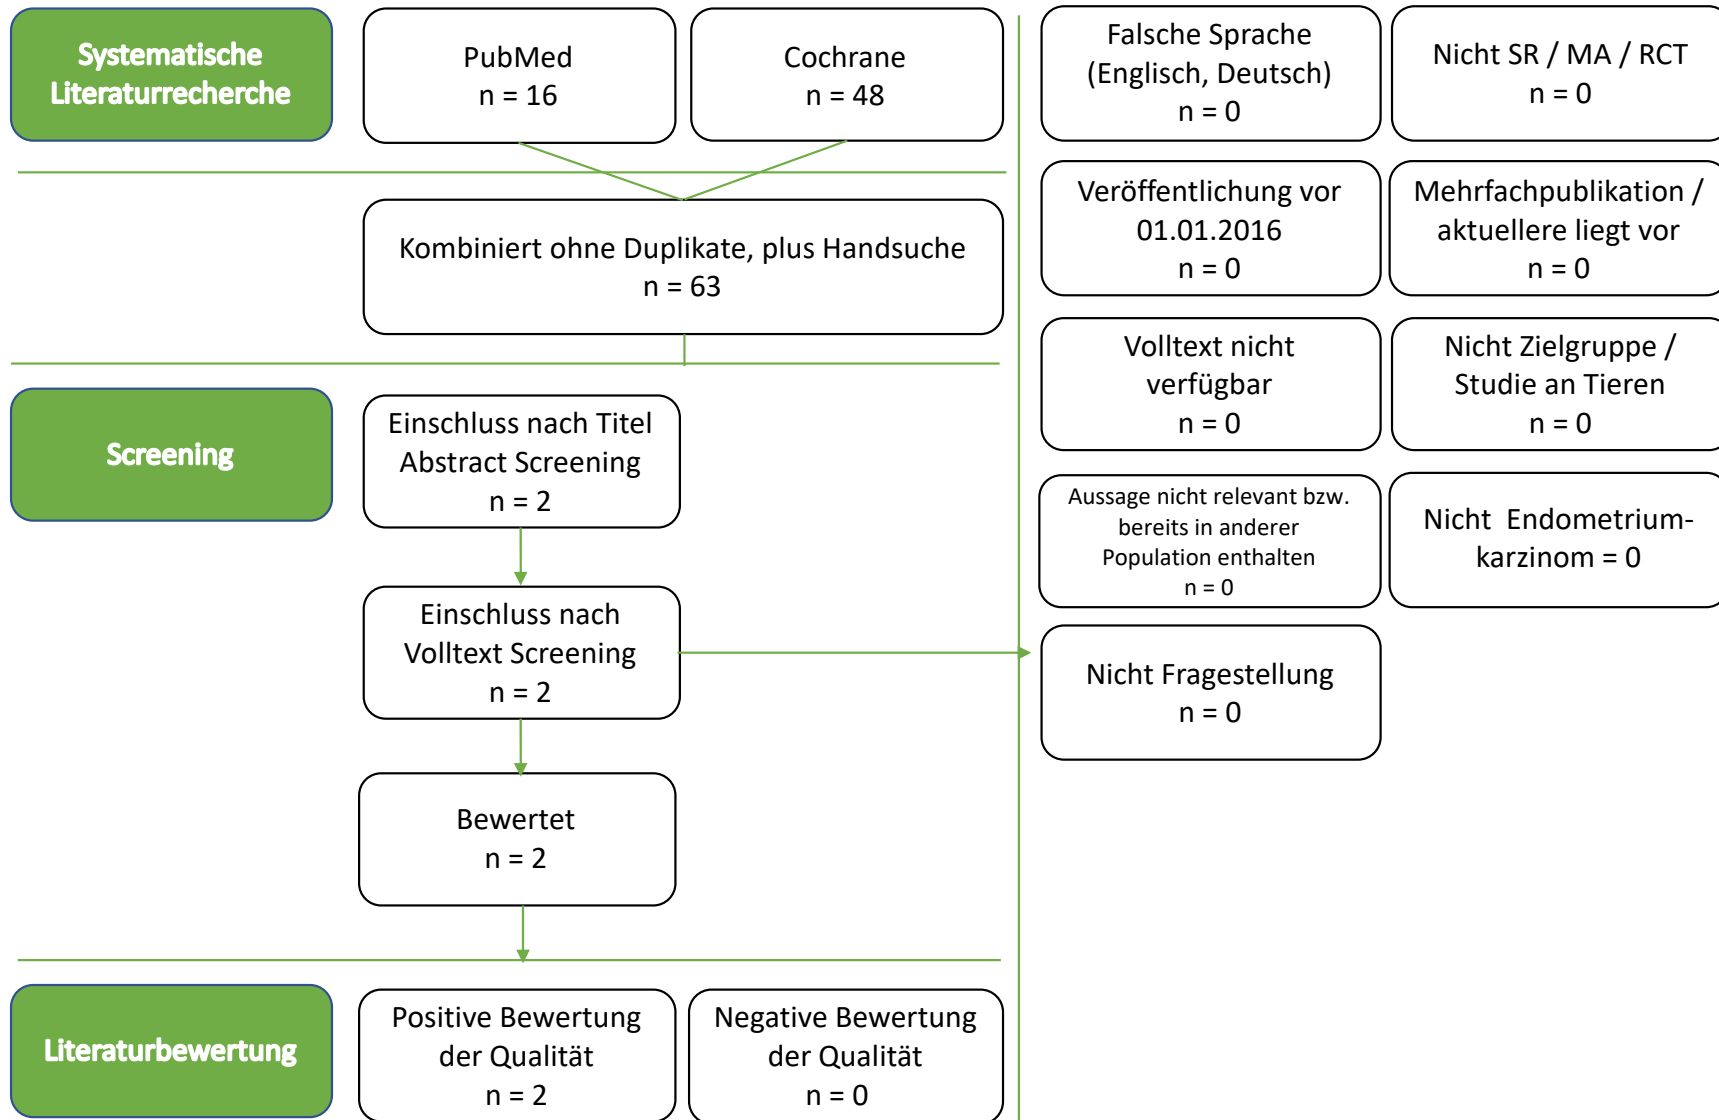 Systematische
Literaturrecherche
PubMed
n = 16
Cochrane
n = 48
Kombiniert ohne Duplikate, plus Handsuche
n = 63
Screening
Einschluss nach Titel
Abstract Screening
n = 2
Einschluss nach
Volltext Screening
n = 2
Bewertet
n = 2
Literaturbewertung
Positive Bewertung
der Qualität
n = 2
Negative Bewertung
der Qualität
n = 0
Falsche Sprache
(Englisch, Deutsch)
n = 0
Nicht SR / MA / RCT
n = 0
Veröffentlichung vor
01.01.2016
n = 0
Mehrfachpublikation /
aktuellere liegt vor
n = 0
Volltext nicht
verfügbar
n = 0
Nicht Zielgruppe /
Studie an Tieren
n = 0
Aussage nicht relevant bzw.
bereits in anderer
Population enthalten
n = 0
Nicht Endometrium-
karzinom = 0
Nicht Fragestellung
n = 0